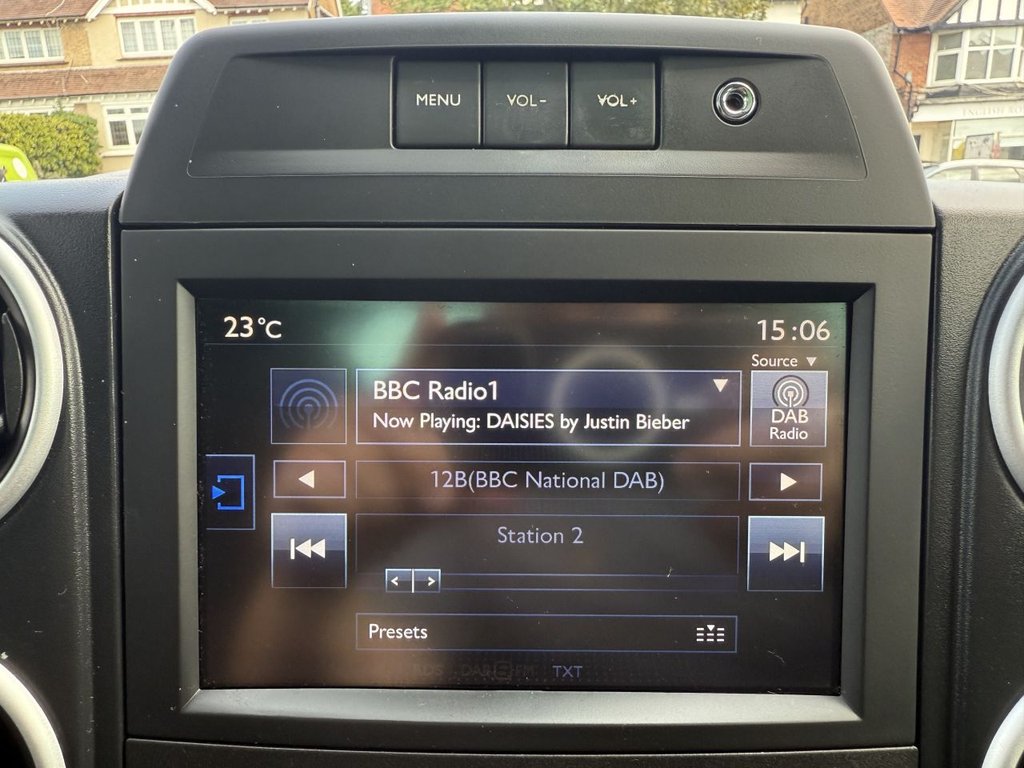 MENU VOL- VOL+
23°C 15:06
Source
BBC Radio1
Now Playing: DAISIES by Justin Bieber
DAB
Radio
12B(BBC National DAB)
Station 2
Presets
TXT